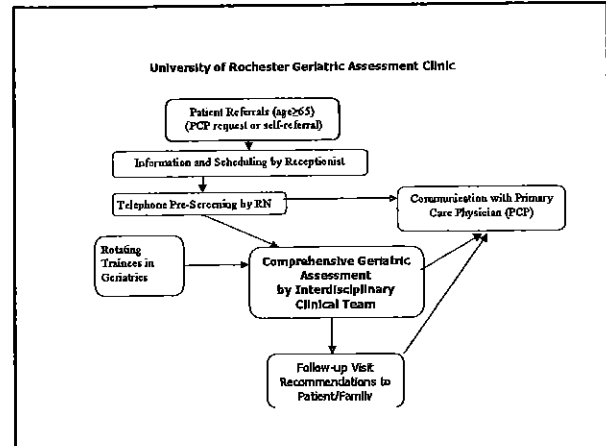 University of Rochester Geriatric Assessment Clinic
Patient Referrals (age≥65)
(PCP request or self-referral)
Information and Scheduling by Receptionist
Telephone Pre-Screening by RN
Communication with Primary
Care Physician (PCP)
Rotating
Trainees in
Geriatrics
Comprehensive Geriatric
Assessment
by Interdisciplinary
Clinical Team
Follow-up Visit
Recommendations to
Patient/Family